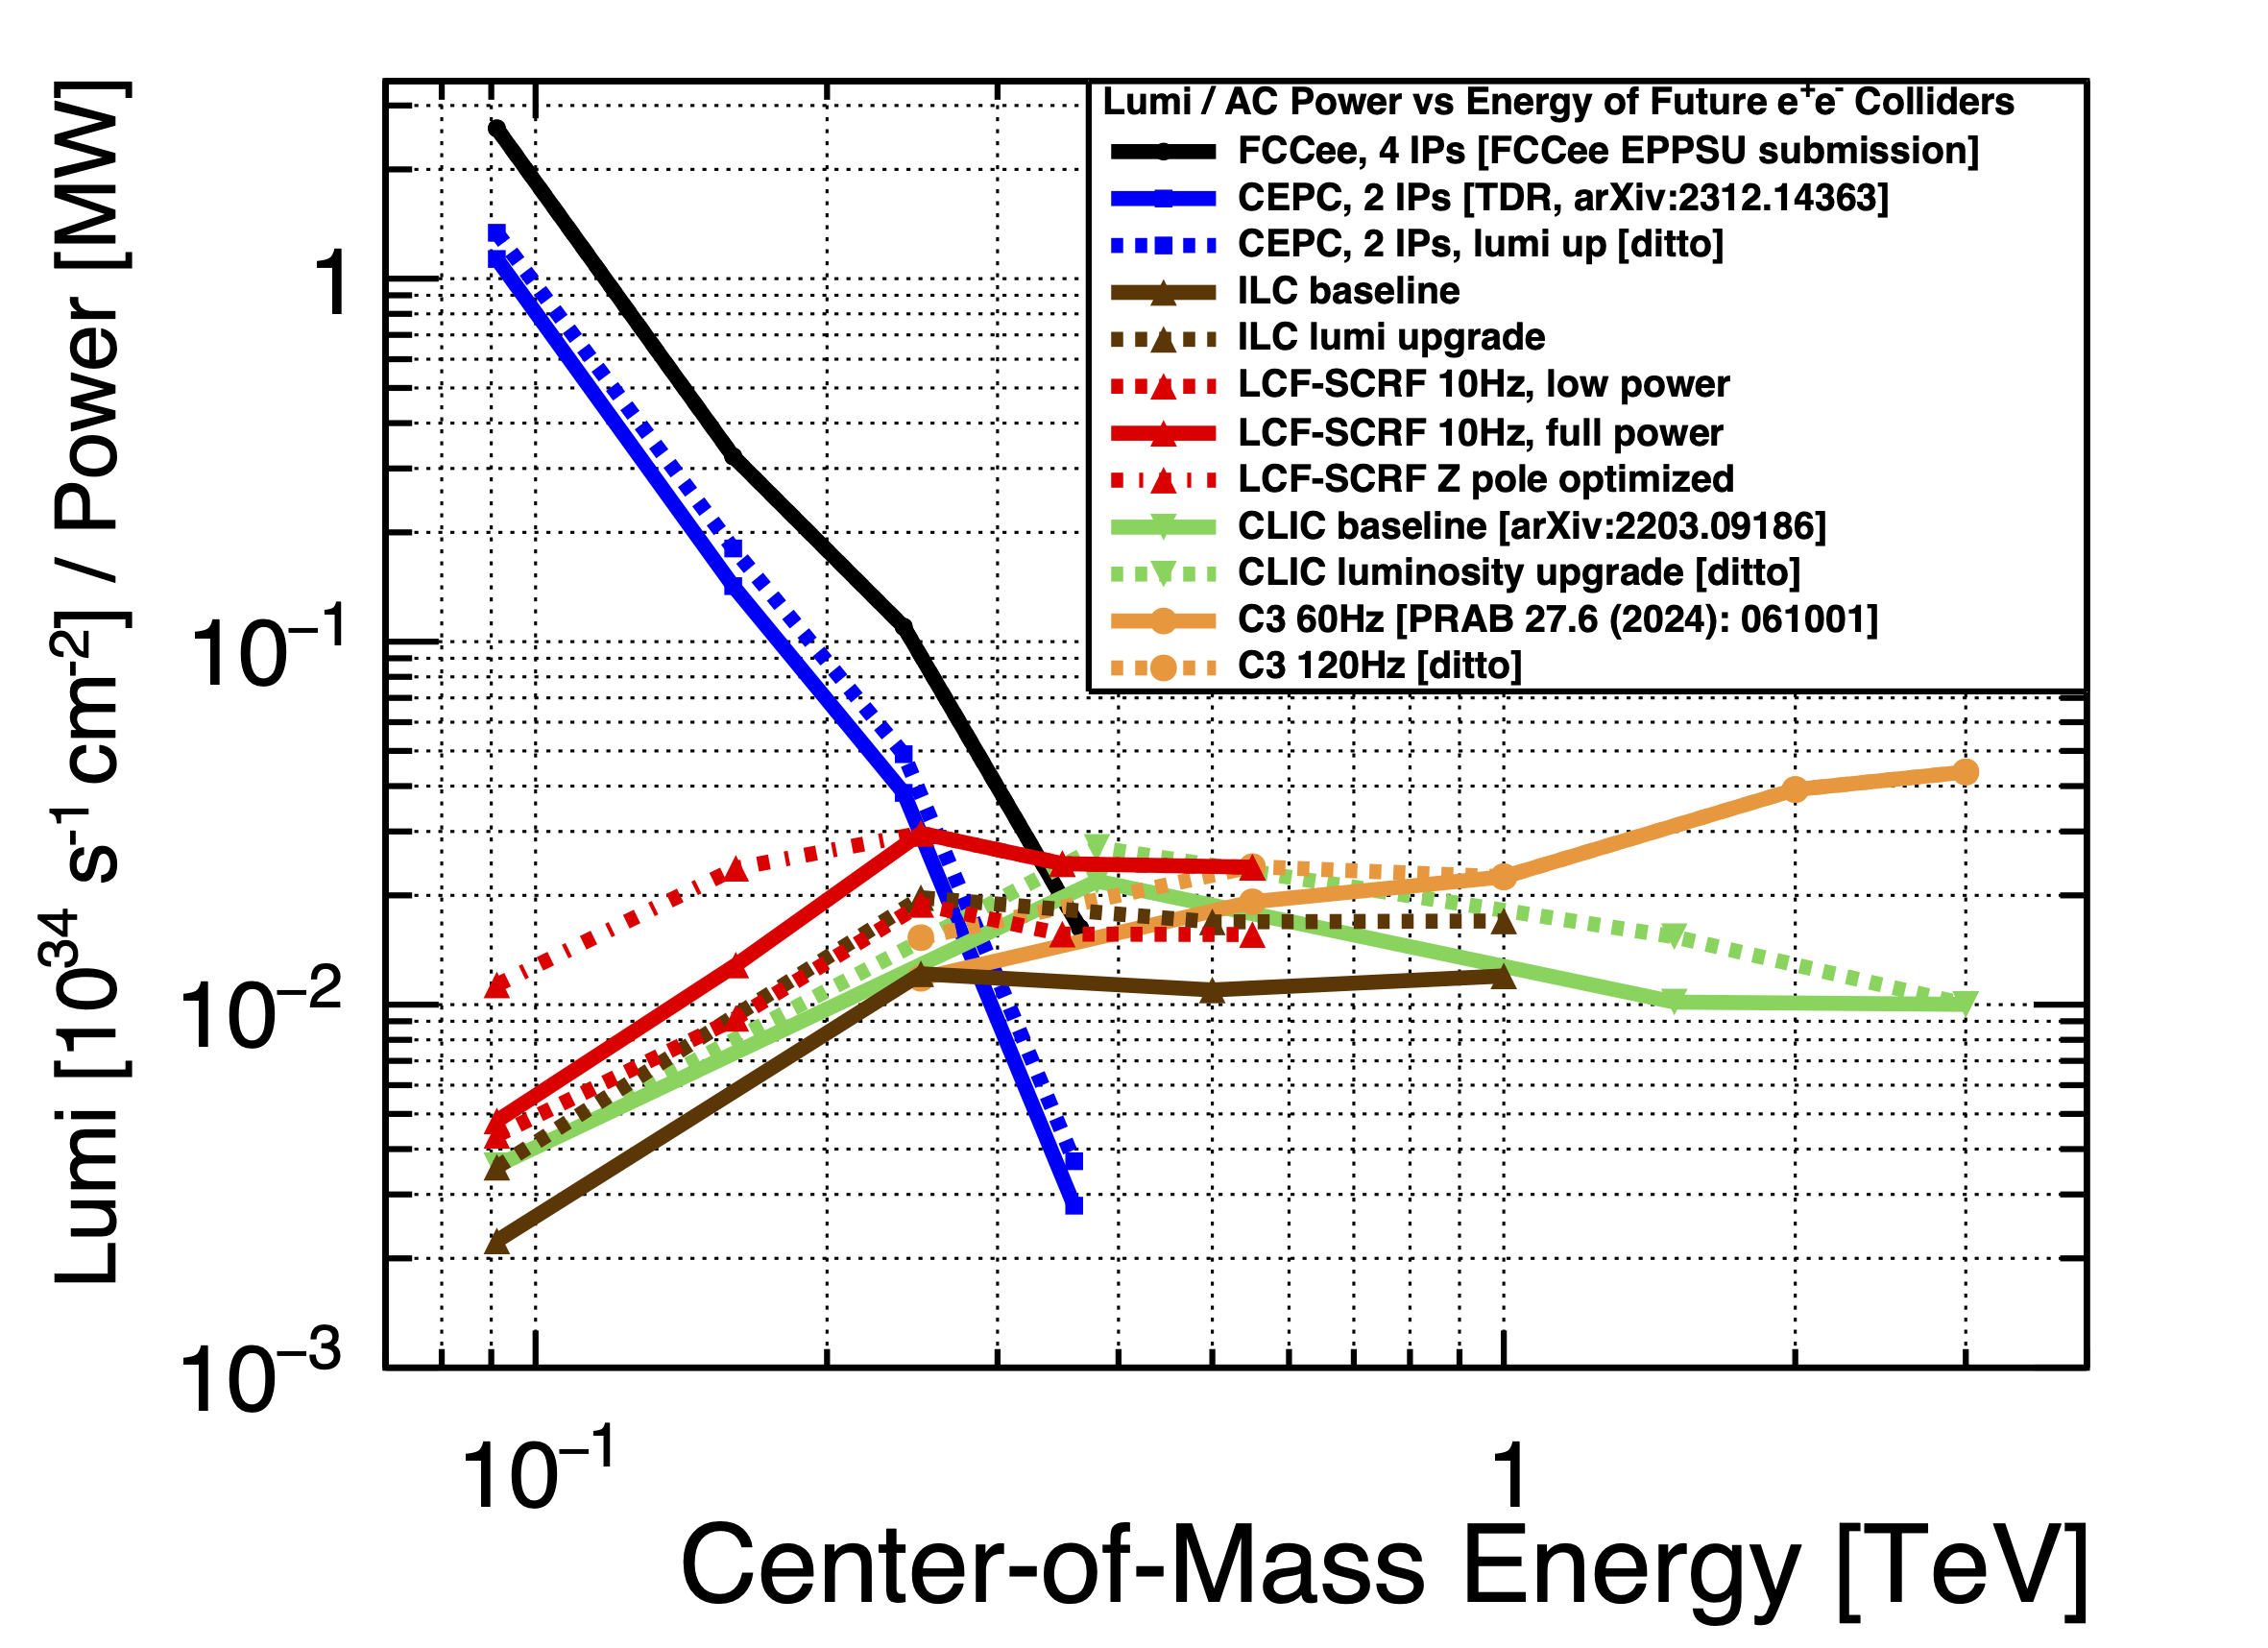 Lumi / AC Power vs Energy of Future e⁺e⁻ Colliders
FCCee, 4 IPs [FCCee EPPSU submission]
CEPC, 2 IPs [TDR, arXiv:2312.14363]
CEPC, 2 IPs, lumi up [ditto]
ILC baseline
ILC lumi upgrade
LCF-SCRF 10Hz, low power
LCF-SCRF 10Hz, full power
LCF-SCRF Z pole optimized
CLIC baseline [arXiv:2203.09186]
CLIC luminosity upgrade [ditto]
C3 60Hz [PRAB 27.6 (2024): 061001]
C3 120Hz [ditto]
Lumi [10³⁴ s⁻¹ cm⁻²] / Power [MW]
1
10⁻¹
10⁻²
10⁻³
10⁻¹
1
Center-of-Mass Energy [TeV]